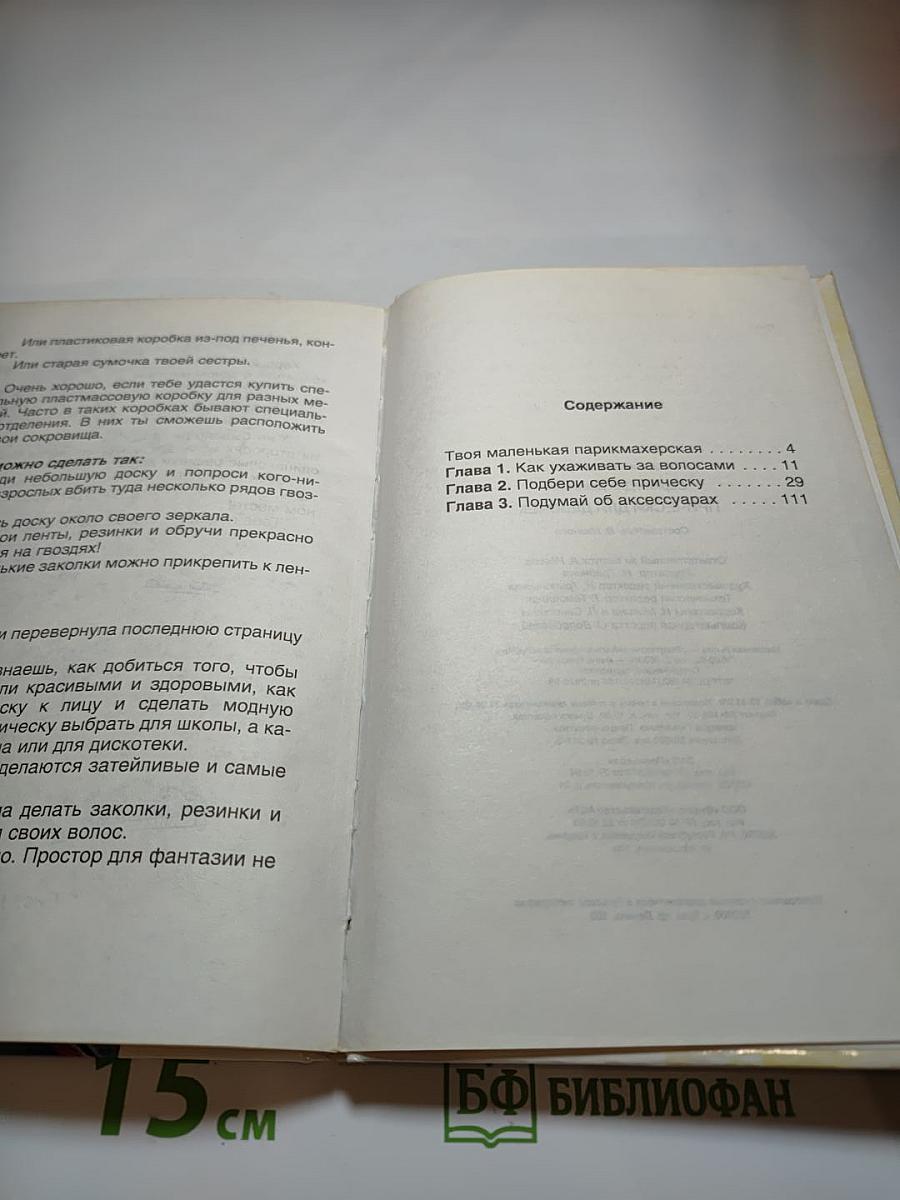 Или пластиковая коробка из-под печенья, кон-
ет.
Или старая сумочка твоей сестры.
Очень хорошо, если тебе удастся купить спе-
льную пластмассовую коробку для разных ме-
й. Часто в таких коробках бывают специаль-
отделения. В них ты сможешь расположить
вои сокровища.
можно сделать так:
ди небольшую доску и попроси кого-ни-
взрослых вбить туда несколько рядов гвоз-
ь доску около своего зеркала.
ои ленты, резинки и обручи прекрасно
я на гвоздях!
ькие заколки можно прикрепить к лен-
и перевернула последнюю страницу
знаешь, как добиться того, чтобы
ли красивыми и здоровыми, как
ску к лицу и сделать модную
ическу выбрать для школы, а ка-
на или для дискотеки.
делаются затейливые и самые
ла делать заколки, резинки и
я своих волос.
о. Простор для фантазии не
Содержание
Твоя маленькая парикмахерская . . . . . . . . 4
Глава 1. Как ухаживать за волосами . . . . 11
Глава 2. Подбери себе прическу . . . . . . . 29
Глава 3. Подумай об аксессуарах . . . . . 111
15 см
БФ БИБЛИОФАН